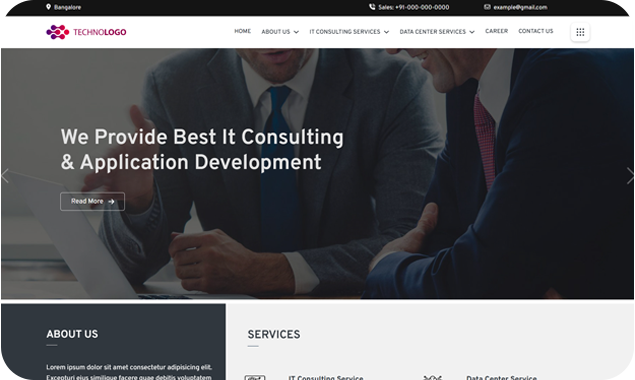 Bangalore
Sales: +91-000-000-0000
example@gmail.com
TECHNOLOGO
HOME
ABOUT US
IT CONSULTING SERVICES
DATA CENTER SERVICES
CAREER
CONTACT US
We Provide Best It Consulting
& Application Development
Read More
ABOUT US
SERVICES
Lorem ipsum dolor sit amet consectetur adipisicing elit.
Excepturi eius similique facere quae debitis voluptatem
IT Consulting Service
Data Center Service